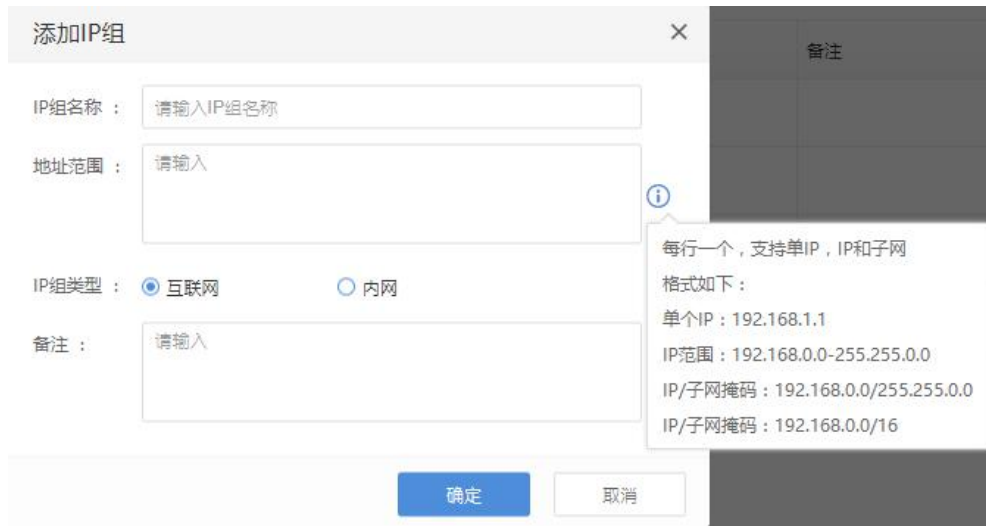 添加IP组
备注
IP组名称 :
请输入IP组名称
地址范围 :
请输入
每行一个，支持单IP，IP和子网
格式如下：
单个IP：192.168.1.1
IP范围：192.168.0.0-255.255.0.0
IP/子网掩码：192.168.0.0/255.255.0.0
IP/子网掩码：192.168.0.0/16
IP组类型 :
互联网 内网
备注 :
请输入
确定 取消